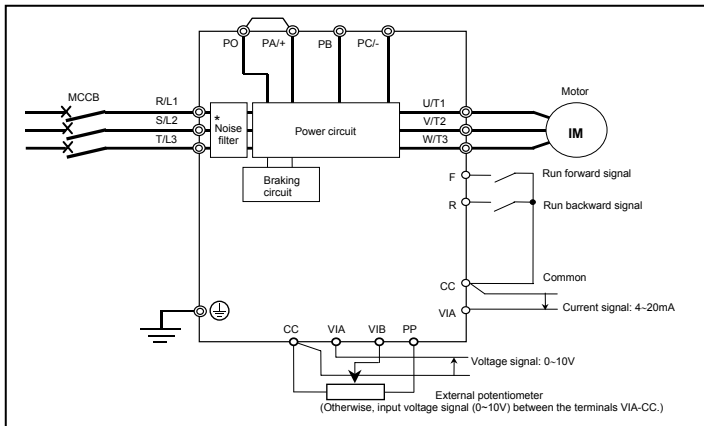 PO PA/+ PB PC/-
MCCB
R/L1
S/L2
T/L3
*
Noise
filter
Power circuit
Braking
circuit
U/T1
V/T2
W/T3
Motor
IM
F
Run forward signal
R
Run backward signal
CC
Common
VIA
Current signal: 4~20mA
CC VIA VIB PP
Voltage signal: 0~10V
External potentiometer
(Otherwise, input voltage signal (0~10V) between the terminals VIA-CC.)